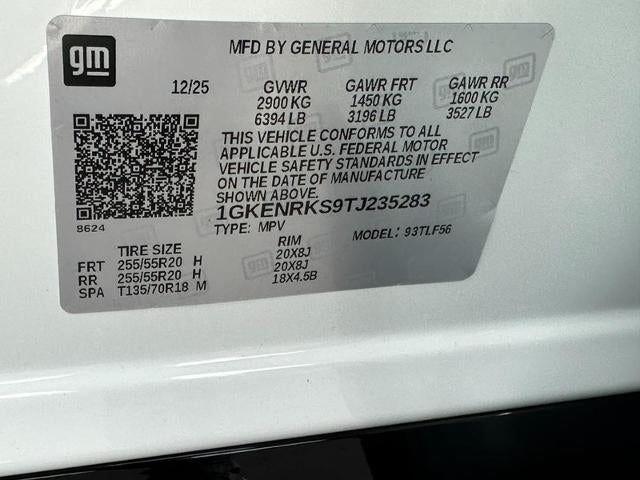 gm
MFD BY GENERAL MOTORS LLC
12/25 GVWR GAWR FRT GAWR RR
2900 KG 1450 KG 1600 KG
6394 LB 3196 LB 3527 LB
THIS VEHICLE CONFORMS TO ALL
APPLICABLE U.S. FEDERAL MOTOR
VEHICLE SAFETY STANDARDS IN EFFECT
ON THE DATE OF MANUFACTURE
SHOWN ABOVE.
1GKENRKS9TJ235283
8624
TYPE: MPV MODEL: 93TLF56
TIRE SIZE RIM
FRT 255/55R20 H 20X8J
RR 255/55R20 H 20X8J
SPA T135/70R18 M 18X4.5B